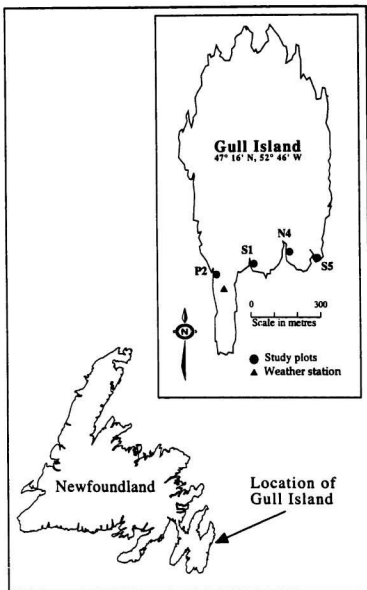 Gull Island
47° 16' N, 52° 46' W
N4
S1
S5
P2
0 300
Scale in metres
N
Study plots
Weather station
Newfoundland
Location of
Gull Island